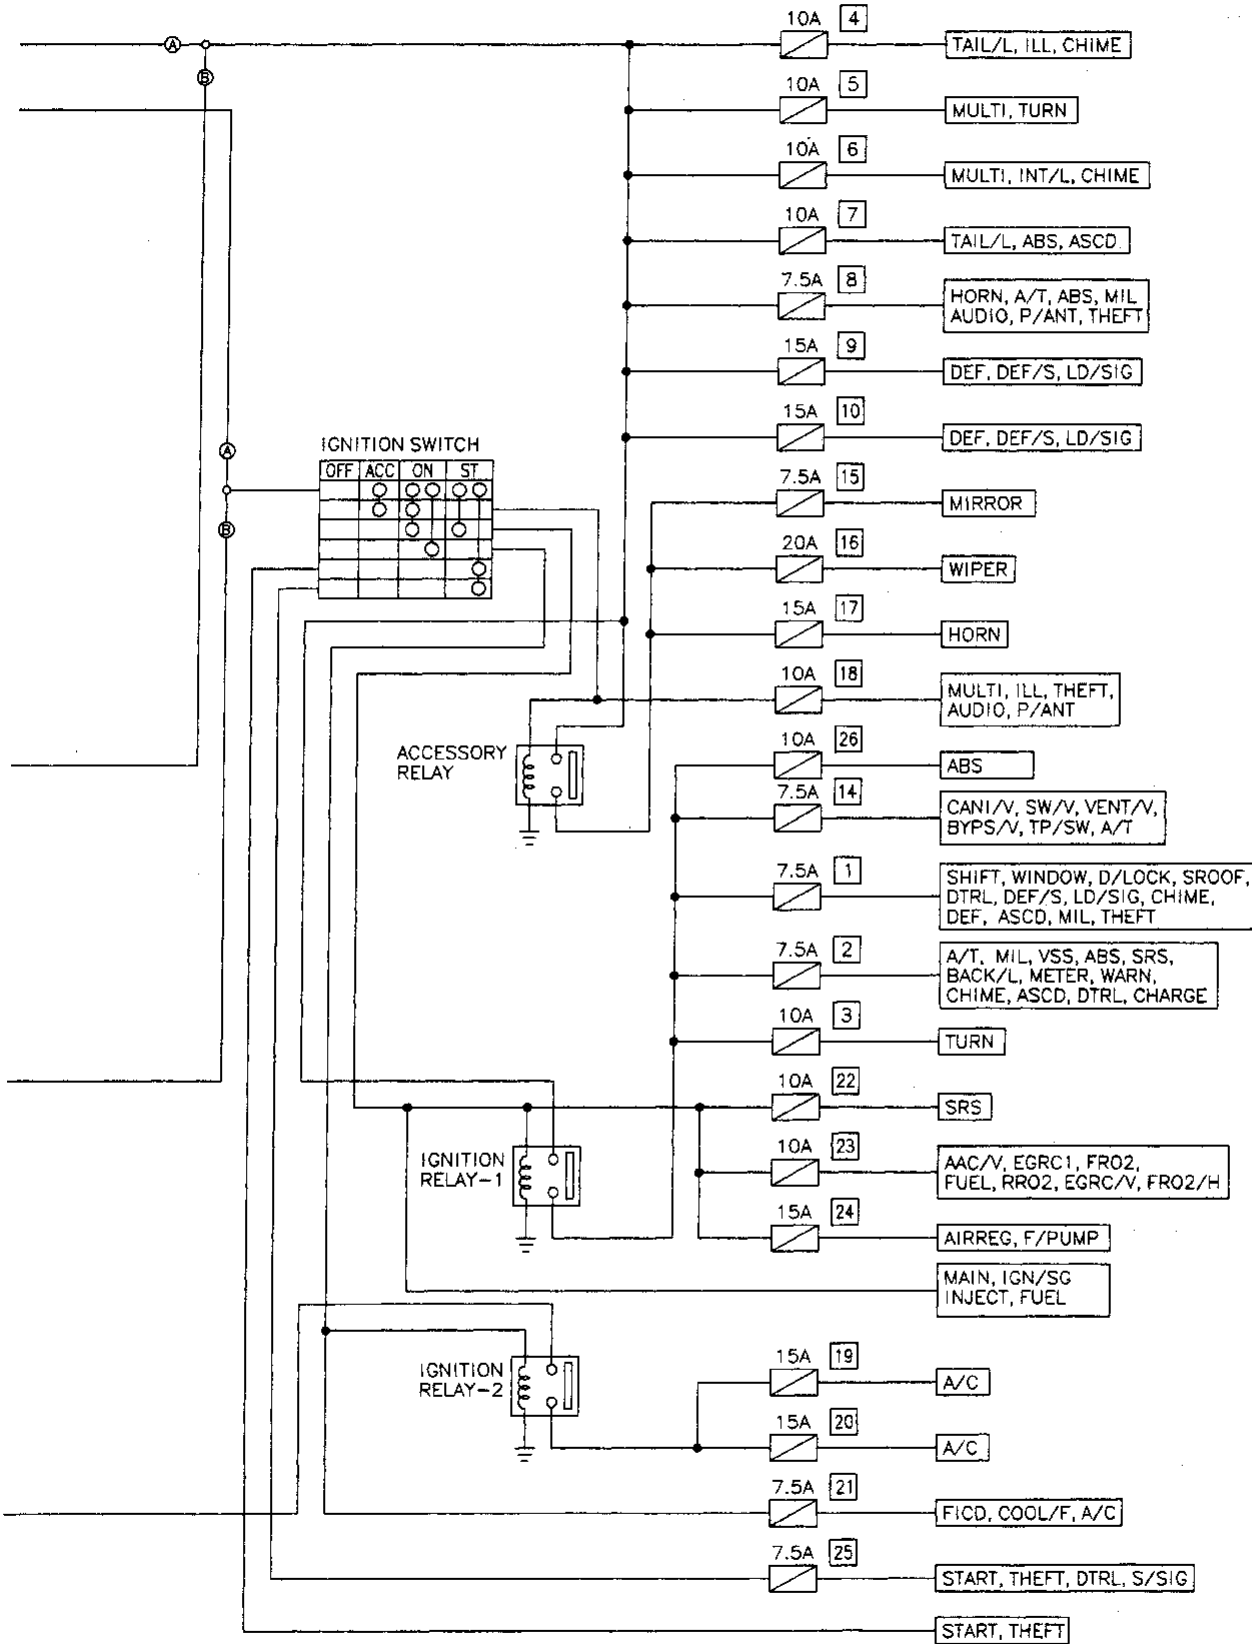 10A 4
TAIL/L, ILL, CHIME
A
B
10A 5
MULTI, TURN
10A 6
MULTI, INT/L, CHIME
10A 7
TAIL/L, ABS, ASCD
7.5A 8
HORN, A/T, ABS, MIL
AUDIO, P/ANT, THEFT
15A 9
DEF, DEF/S, LD/SIG
15A 10
DEF, DEF/S, LD/SIG
A
B
IGNITION SWITCH
OFF ACC ON ST
7.5A 15
MIRROR
20A 16
WIPER
15A 17
HORN
10A 18
MULTI, ILL, THEFT,
AUDIO, P/ANT
ACCESSORY
RELAY
10A 26
ABS
7.5A 14
CANI/V, SW/V, VENT/V,
BYPS/V, TP/SW, A/T
7.5A 1
SHIFT, WINDOW, D/LOCK, SROOF,
DTRL, DEF/S, LD/SIG, CHIME,
DEF, ASCD, MIL, THEFT
7.5A 2
A/T, MIL, VSS, ABS, SRS,
BACK/L, METER, WARN,
CHIME, ASCD, DTRL, CHARGE
10A 3
TURN
10A 22
SRS
IGNITION
RELAY-1
10A 23
AAC/V, EGRC1, FRO2,
FUEL, RRO2, EGRC/V, FRO2/H
15A 24
AIRREG, F/PUMP
MAIN, IGN/SG
INJECT, FUEL
IGNITION
RELAY-2
15A 19
A/C
15A 20
A/C
7.5A 21
FICD, COOL/F, A/C
7.5A 25
START, THEFT, DTRL, S/SIG
START, THEFT